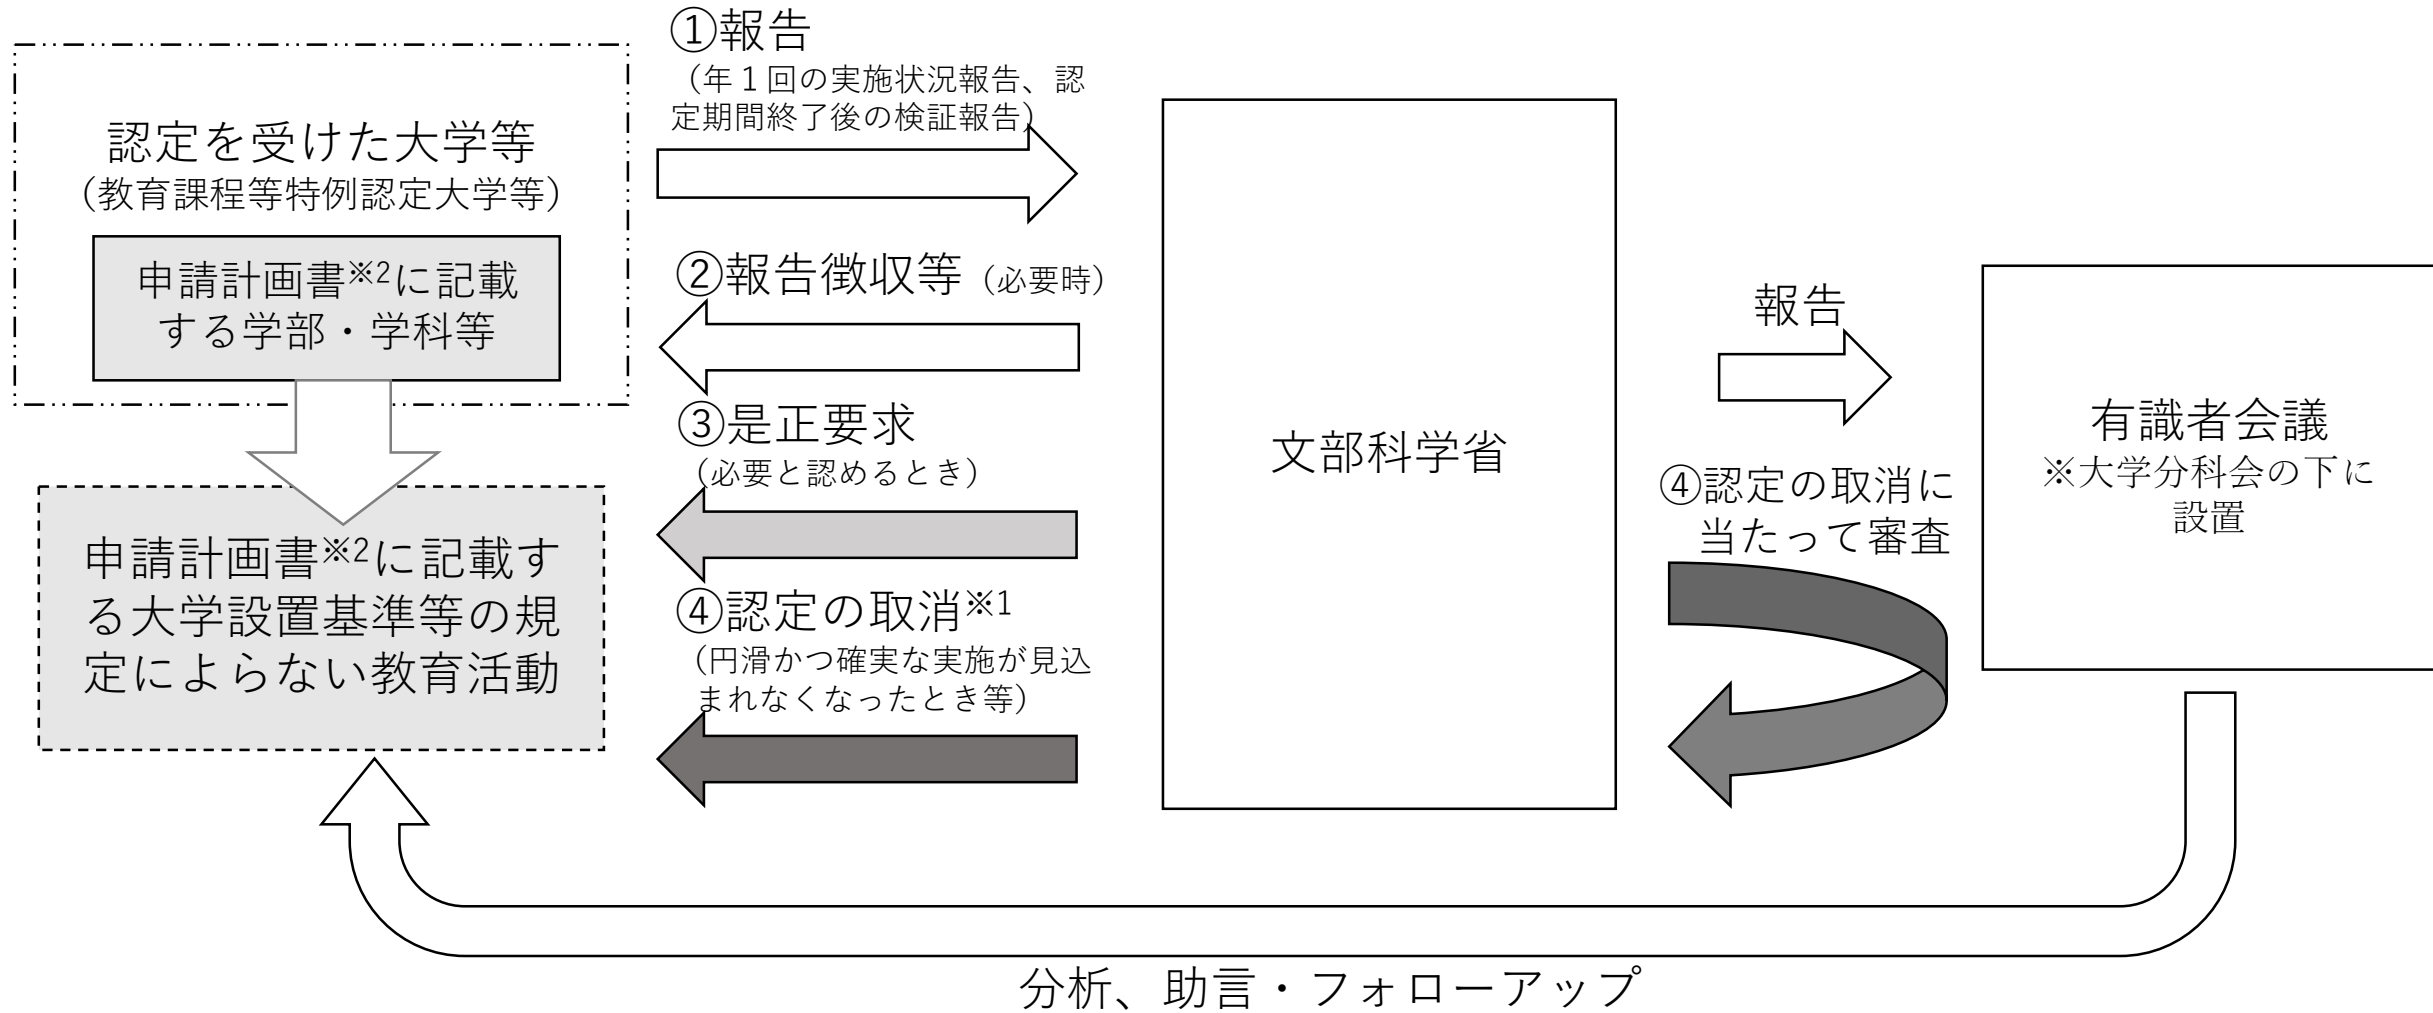 認定を受けた大学等
（教育課程等特例認定大学等）
申請計画書※2に記載
する学部・学科等
申請計画書※2に記載す
る大学設置基準等の規
定によらない教育活動
①報告
（年１回の実施状況報告、認
定期間終了後の検証報告）
②報告徴収等（必要時）
③是正要求
（必要と認めるとき）
④認定の取消※1
（円滑かつ確実な実施が見込
まれなくなったとき等）
文部科学省
報告
④認定の取消に
当たって審査
有識者会議
※大学分科会の下に
設置
分析、助言・フォローアップ